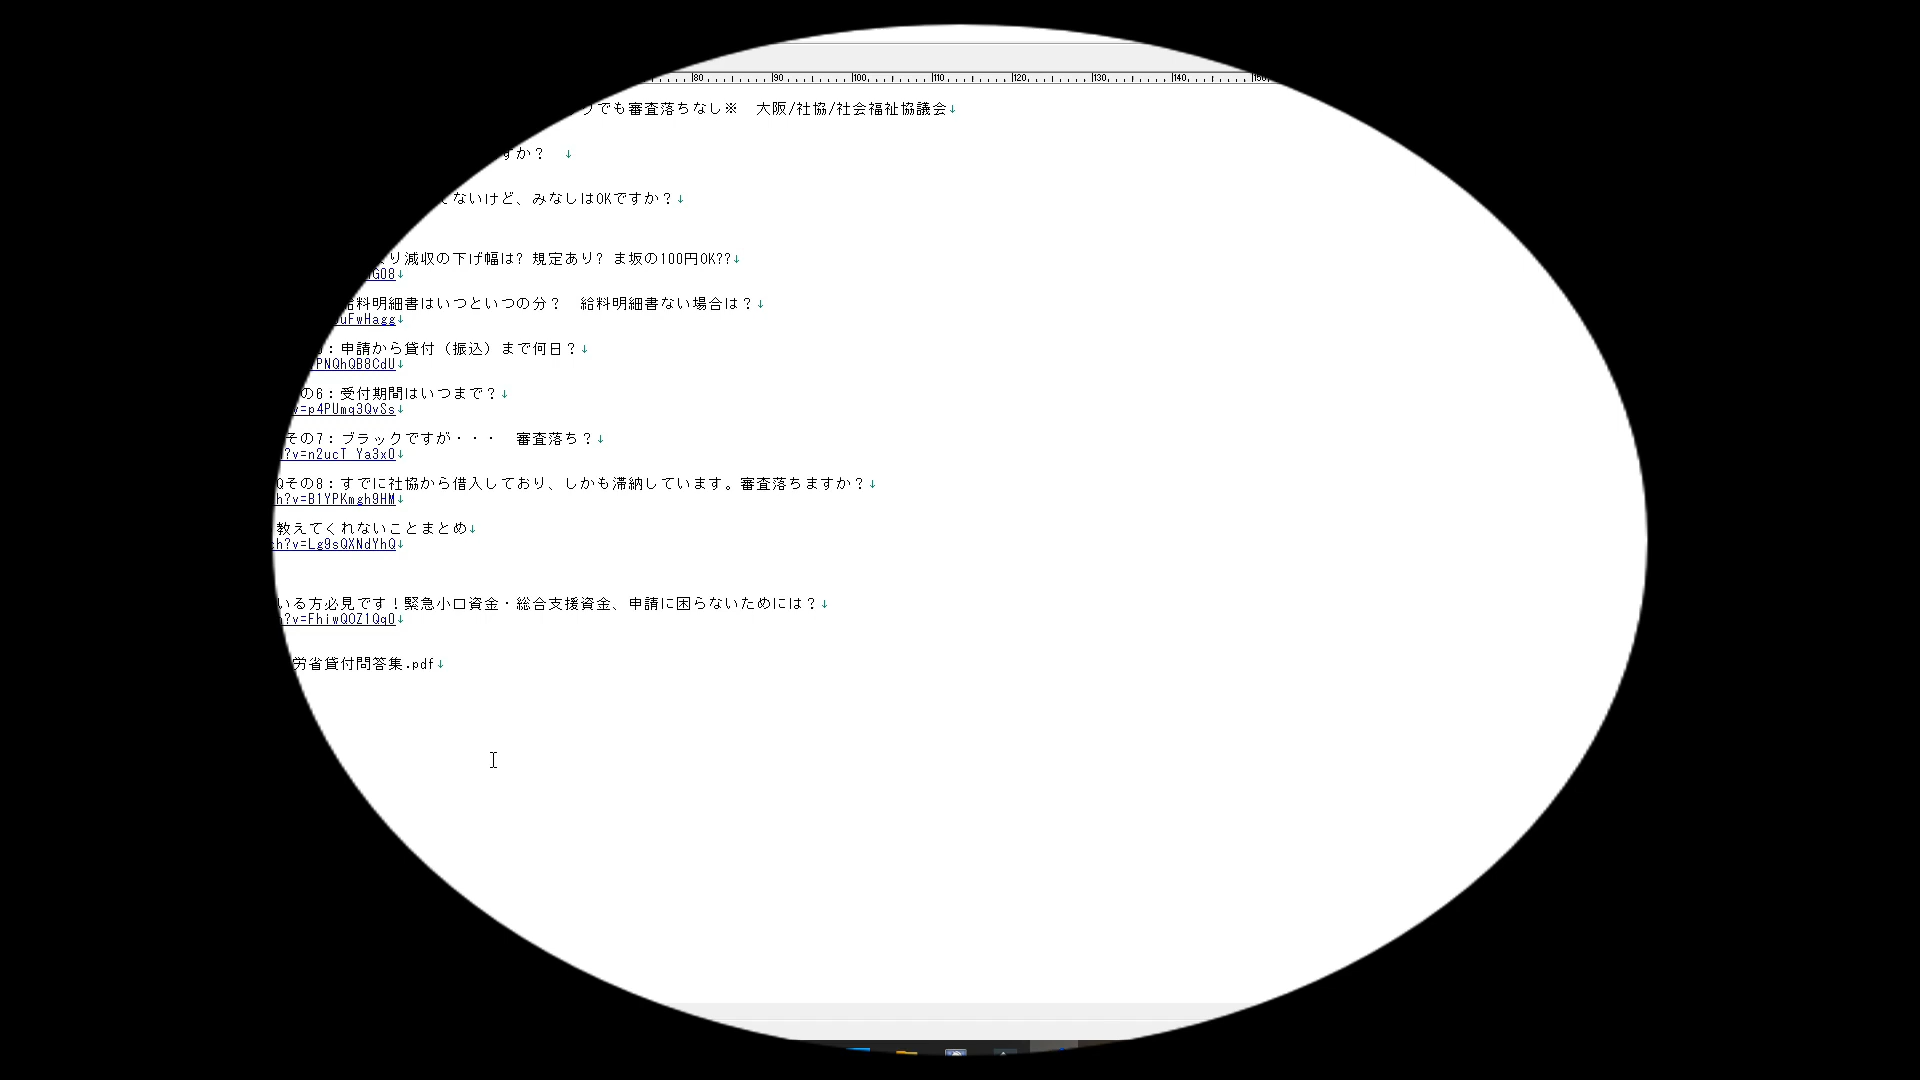 80 90 100 110 120 130 140 150
でも審査落ちなし※　大阪/社協/社会福祉協議会↓
すか？　↓
てないけど、みなしはOKですか？↓
より減収の下げ幅は? 規定あり? ま坂の100円OK??↓
G08↓
給料明細書はいつといつの分？　給料明細書ない場合は？↓
uFwHagg↓
：申請から貸付（振込）まで何日？↓
PNQhQB8CdU↓
の6：受付期間はいつまで？↓
v=p4PUmq3QvSs↓
その7：ブラックですが・・・　審査落ち？↓
?v=n2ucT_Ya3x0↓
Qその8：すでに社協から借入しており、しかも滞納しています。審査落ちますか？↓
h?v=B1YPKmgh9HM↓
教えてくれないことまとめ↓
ch?v=Lg9sQXNdYhQ↓
いる方必見です！緊急小口資金・総合支援資金、申請に困らないためには？↓
?v=FhiwQOZ1Qq0↓
労省貸付問答集.pdf↓